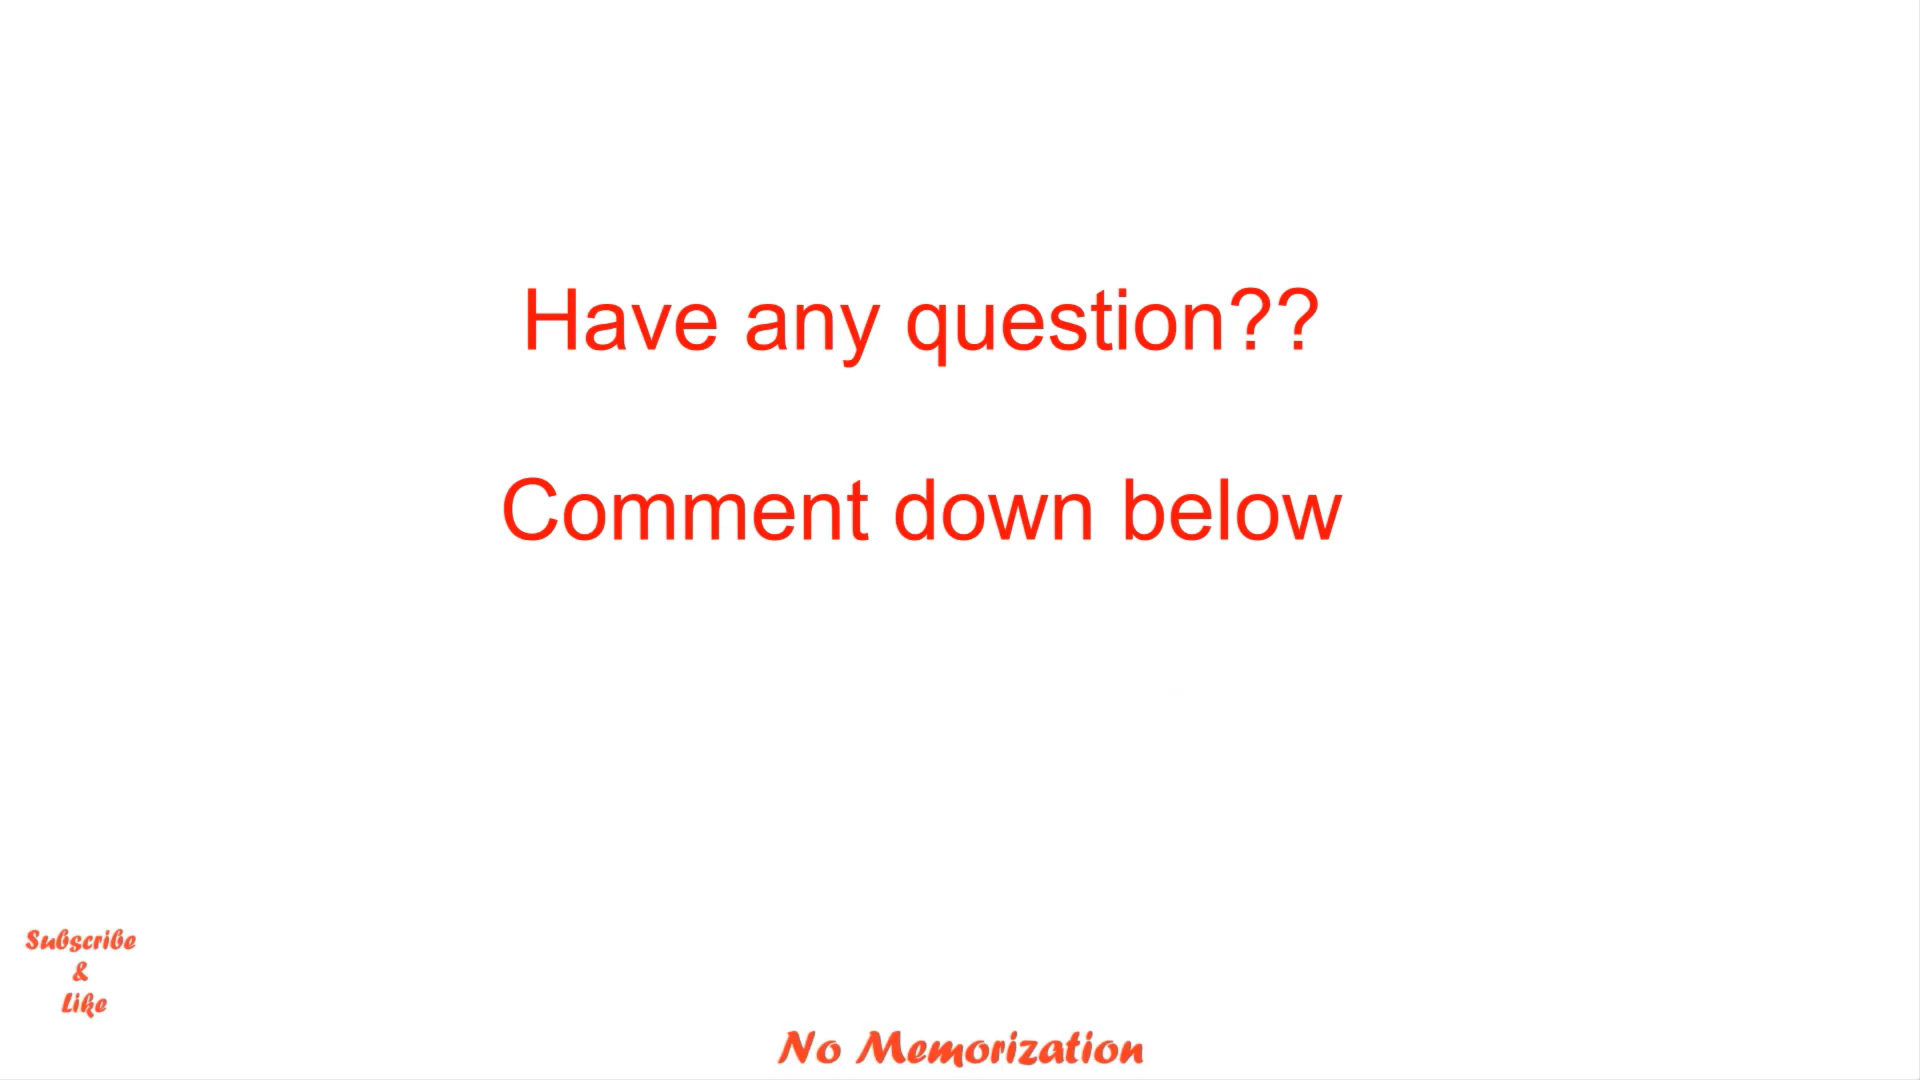 Have any question??
Comment down below
Subscribe
&
Like
No Memorization